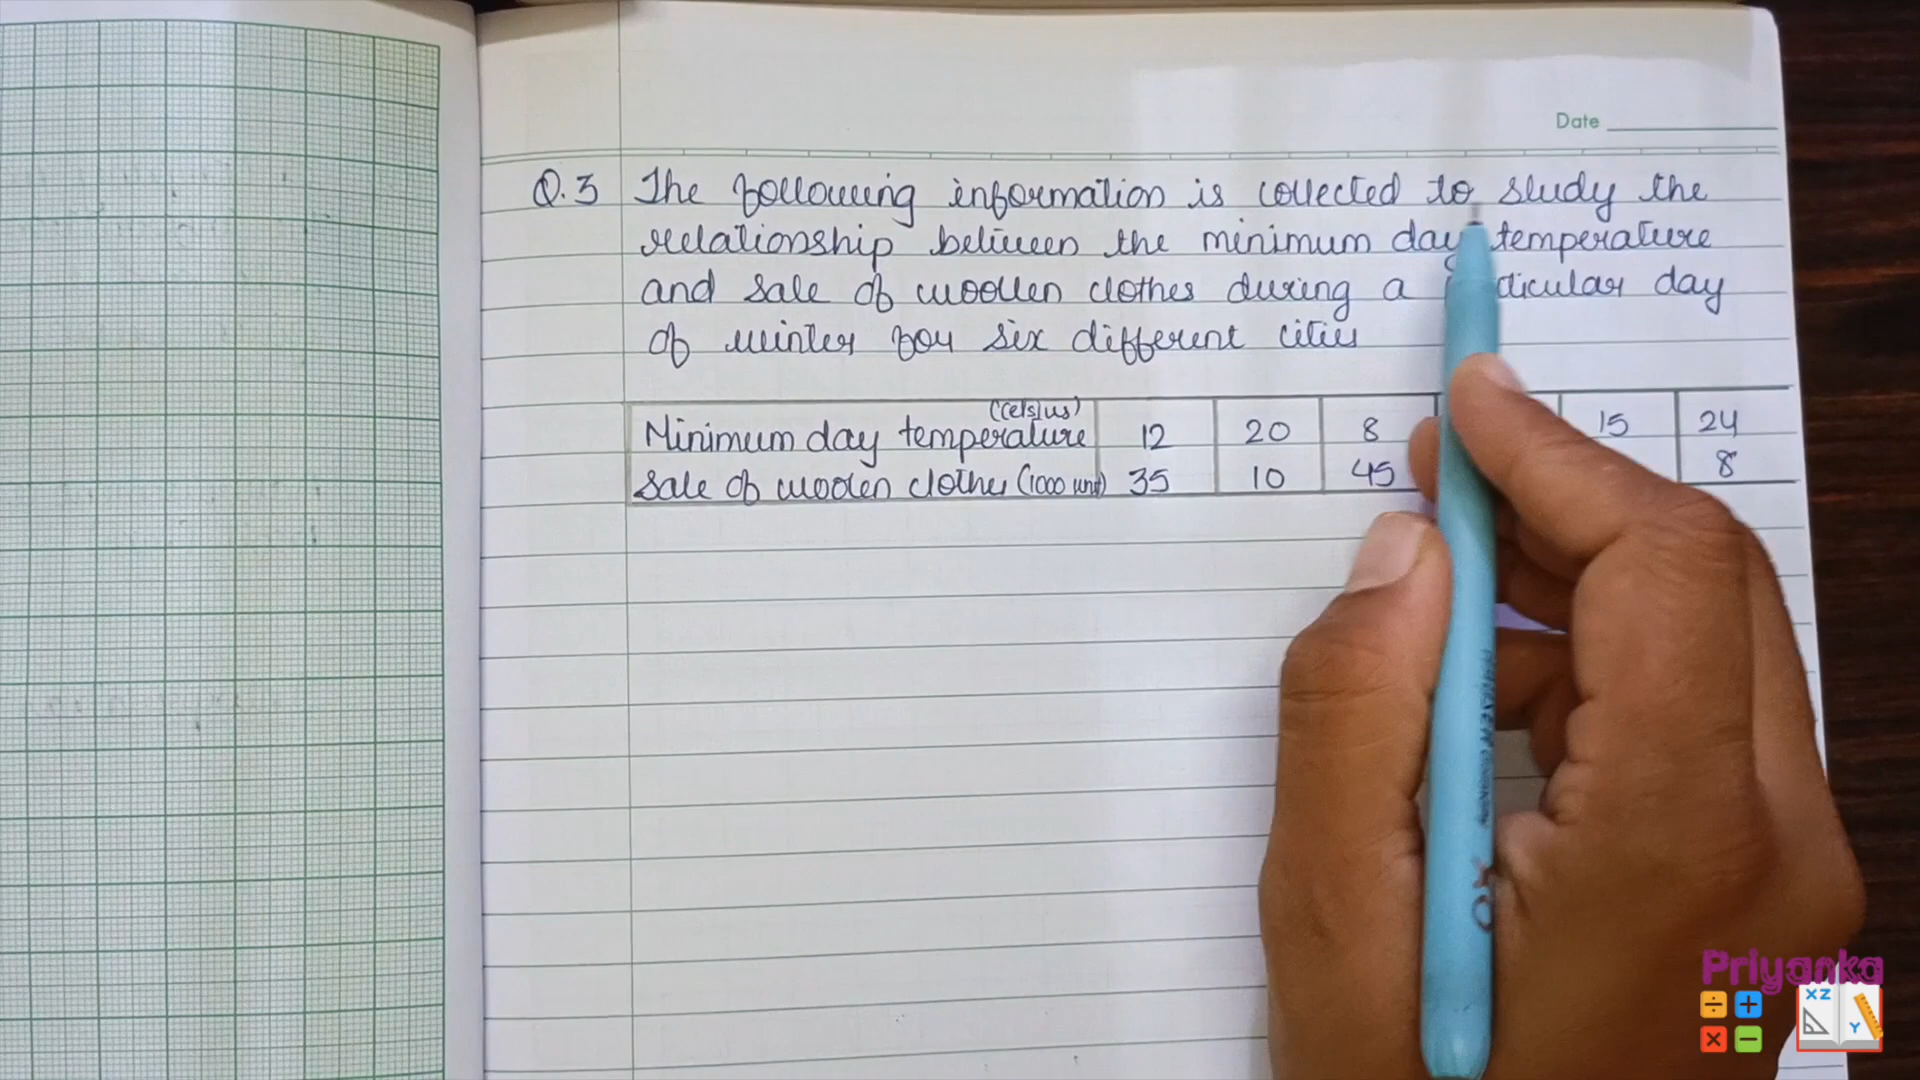 Date
Q.3 The following information is collected to study the
relationship between the minimum day temperature
and sale of woollen clothes during a day
of winter for six different cities
(Celsius)
Minimum day temperature 12 20 8 15 24
Sale of woolen clothes (1000 unit) 35 10 45 8
Priyanka
÷ + XZ
× − Y